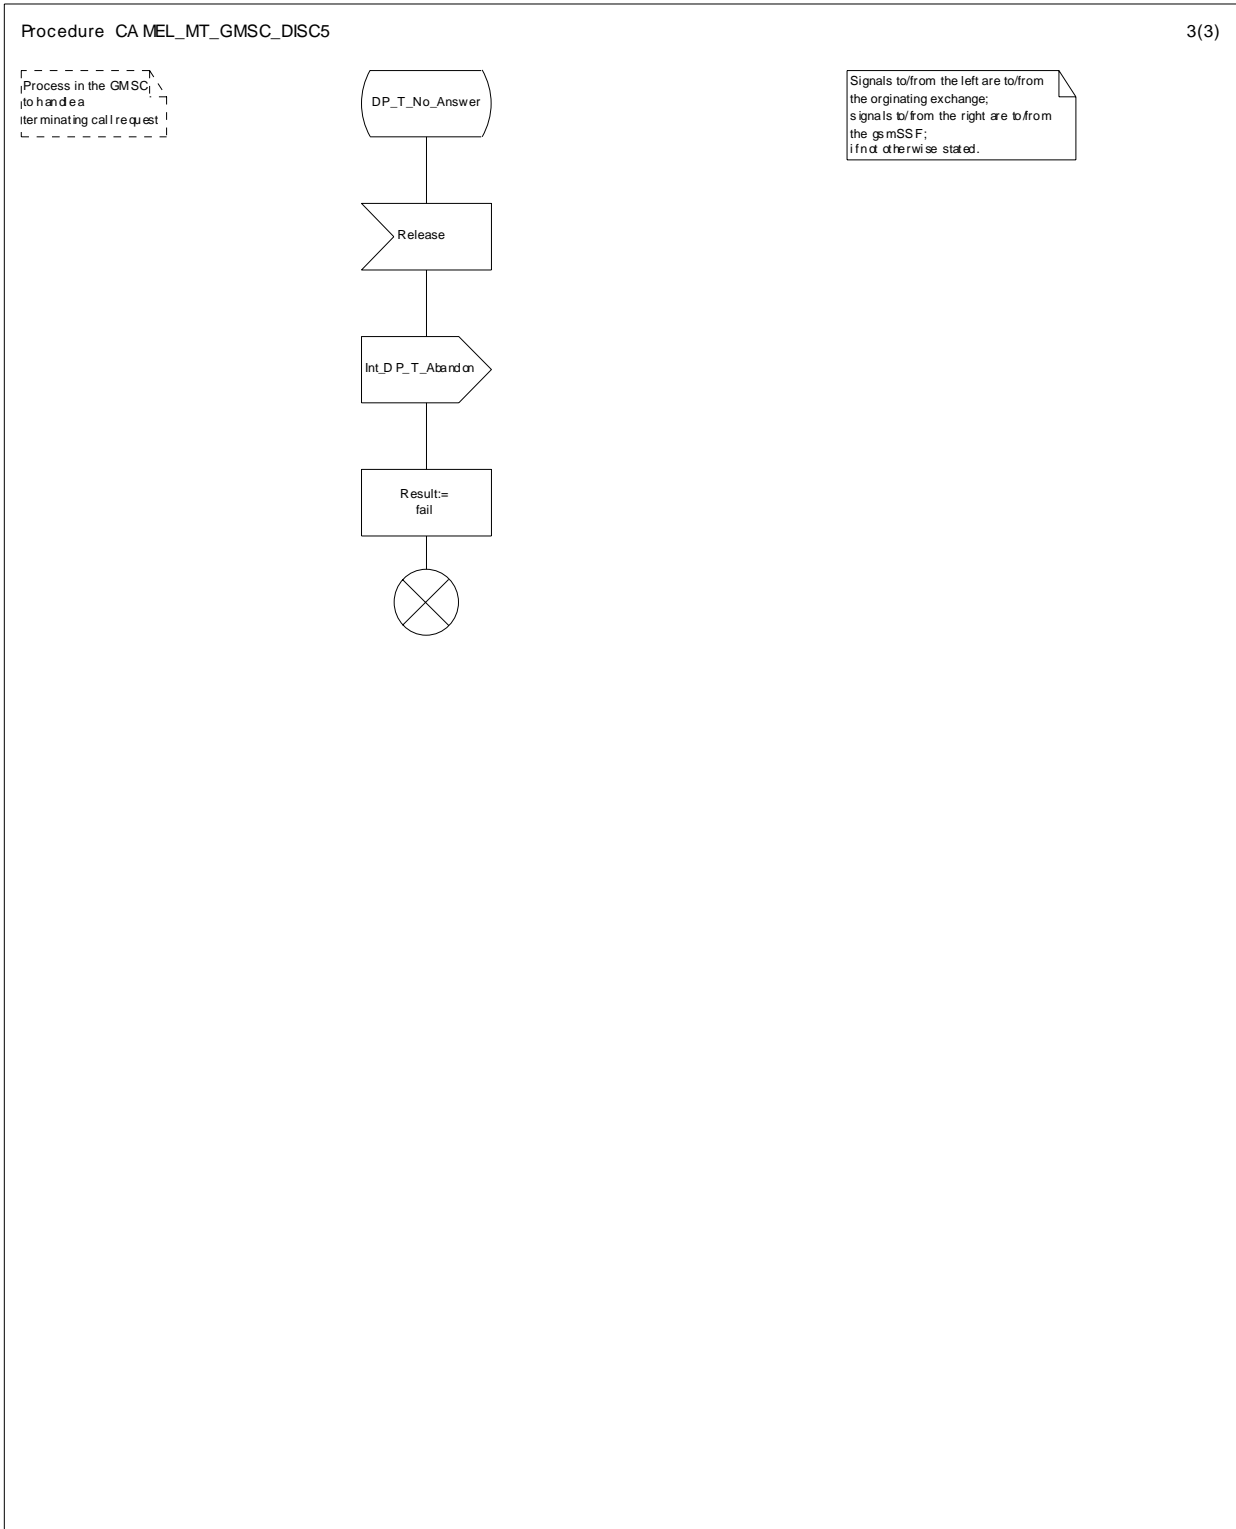 Procedure CAMEL_MT_GMSC_DISC5
3(3)
Process in the GMSC
to handle a
terminating call request
DP_T_No_Answer
Signals to/from the left are to/from
the orginating exchange;
signals to/from the right are to/from
the gsmSSF;
if not otherwise stated.
Release
Int_DP_T_Abandon
Result:=
fail